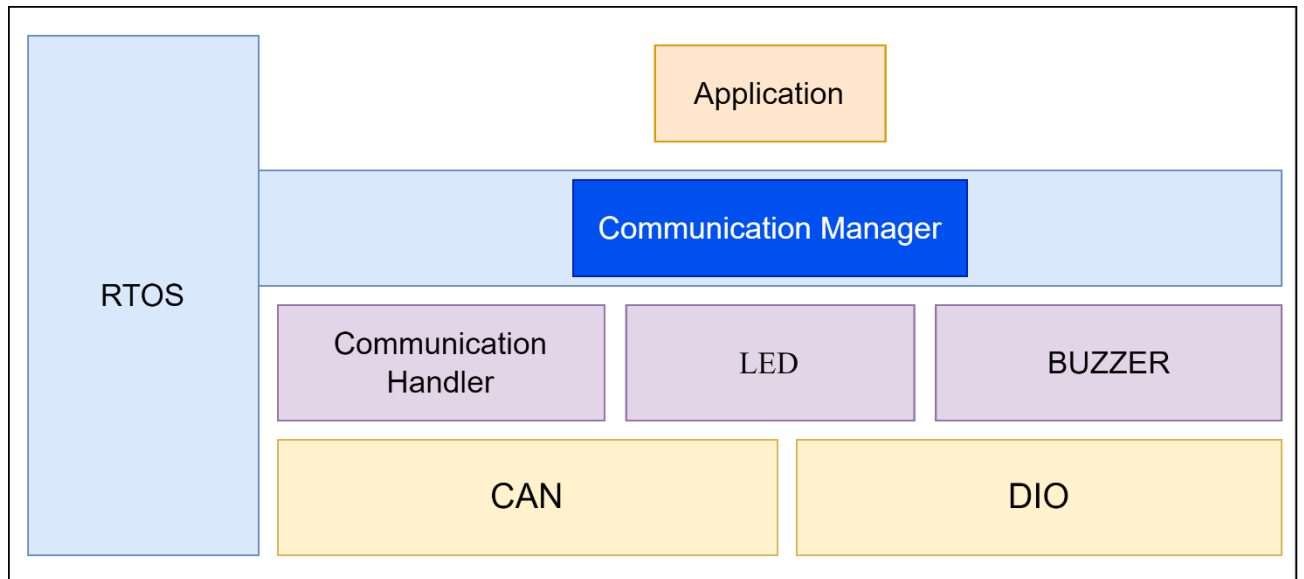 Application
Communication Manager
RTOS
Communication
Handler
LED
BUZZER
CAN
DIO